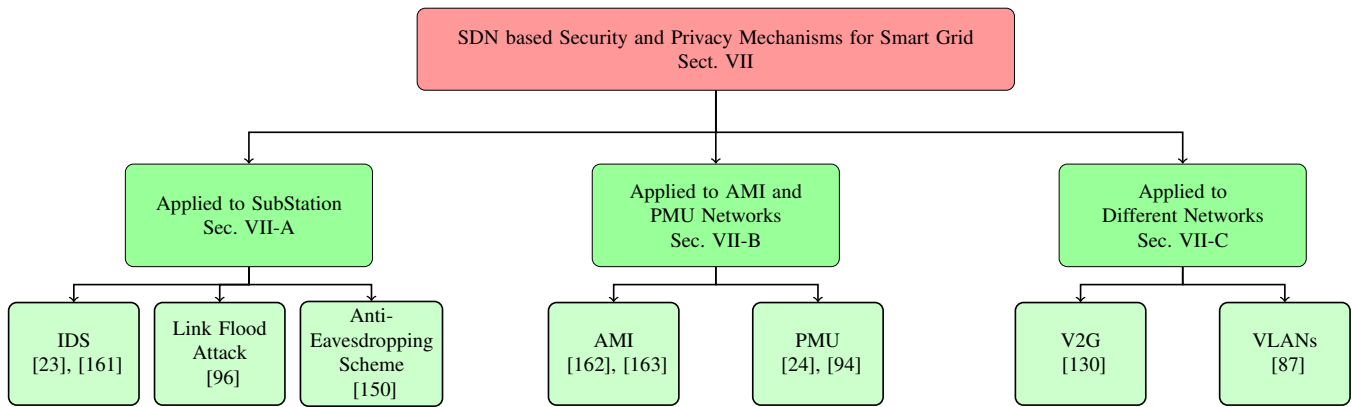 SDN based Security and Privacy Mechanisms for Smart Grid
Sect. VII
Applied to SubStation
Sec. VII-A
Applied to AMI and
PMU Networks
Sec. VII-B
Applied to
Different Networks
Sec. VII-C
IDS
[23], [161]
Link Flood
Attack
[96]
Anti-
Eavesdropping
Scheme
[150]
AMI
[162], [163]
PMU
[24], [94]
V2G
[130]
VLANs
[87]